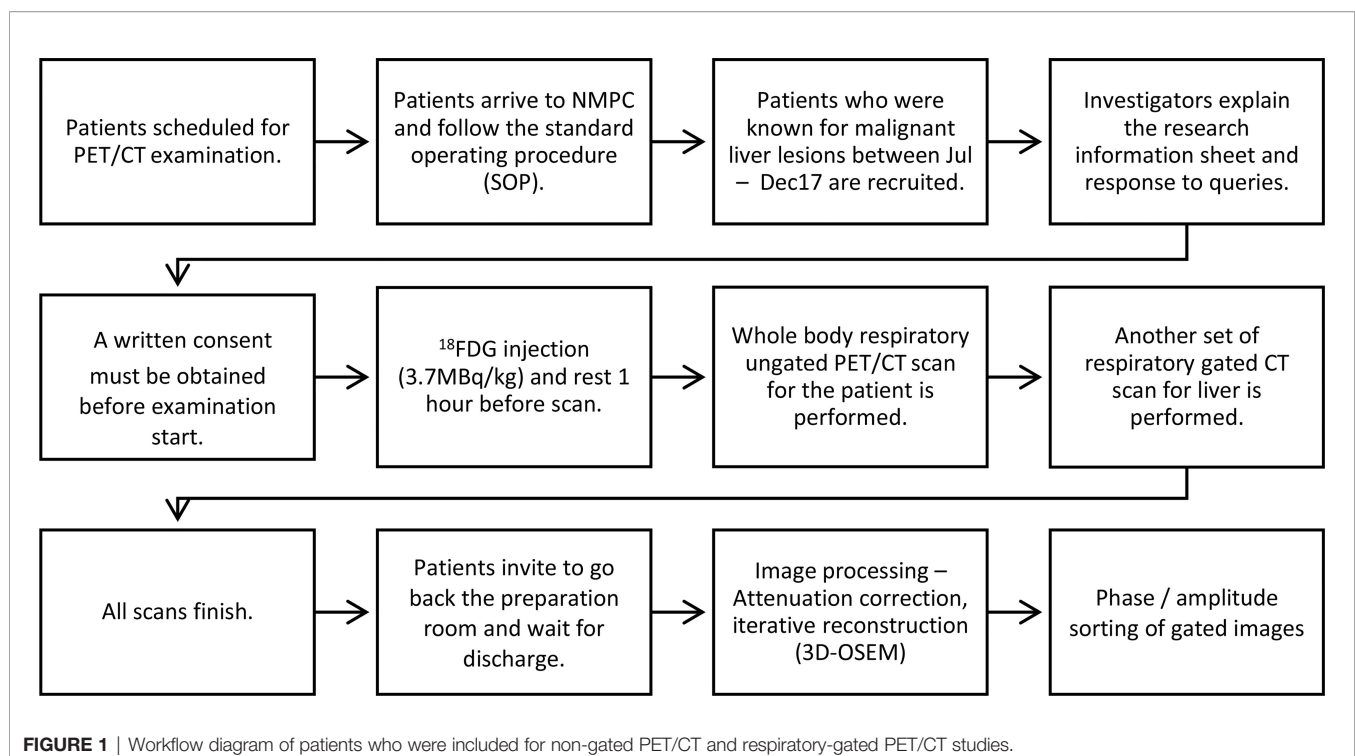 Patients scheduled for
PET/CT examination.
Patients arrive to NMPC
and follow the standard
operating procedure
(SOP).
Patients who were
known for malignant
liver lesions between Jul
– Dec17 are recruited.
Investigators explain
the research
information sheet and
response to queries.
A written consent
must be obtained
before examination
start.
¹⁸FDG injection
(3.7MBq/kg) and rest 1
hour before scan.
Whole body respiratory
ungated PET/CT scan
for the patient is
performed.
Another set of
respiratory gated CT
scan for liver is
performed.
All scans finish.
Patients invite to go
back the preparation
room and wait for
discharge.
Image processing –
Attenuation correction,
iterative reconstruction
(3D-OSEM)
Phase / amplitude
sorting of gated images
FIGURE 1 | Workflow diagram of patients who were included for non-gated PET/CT and respiratory-gated PET/CT studies.